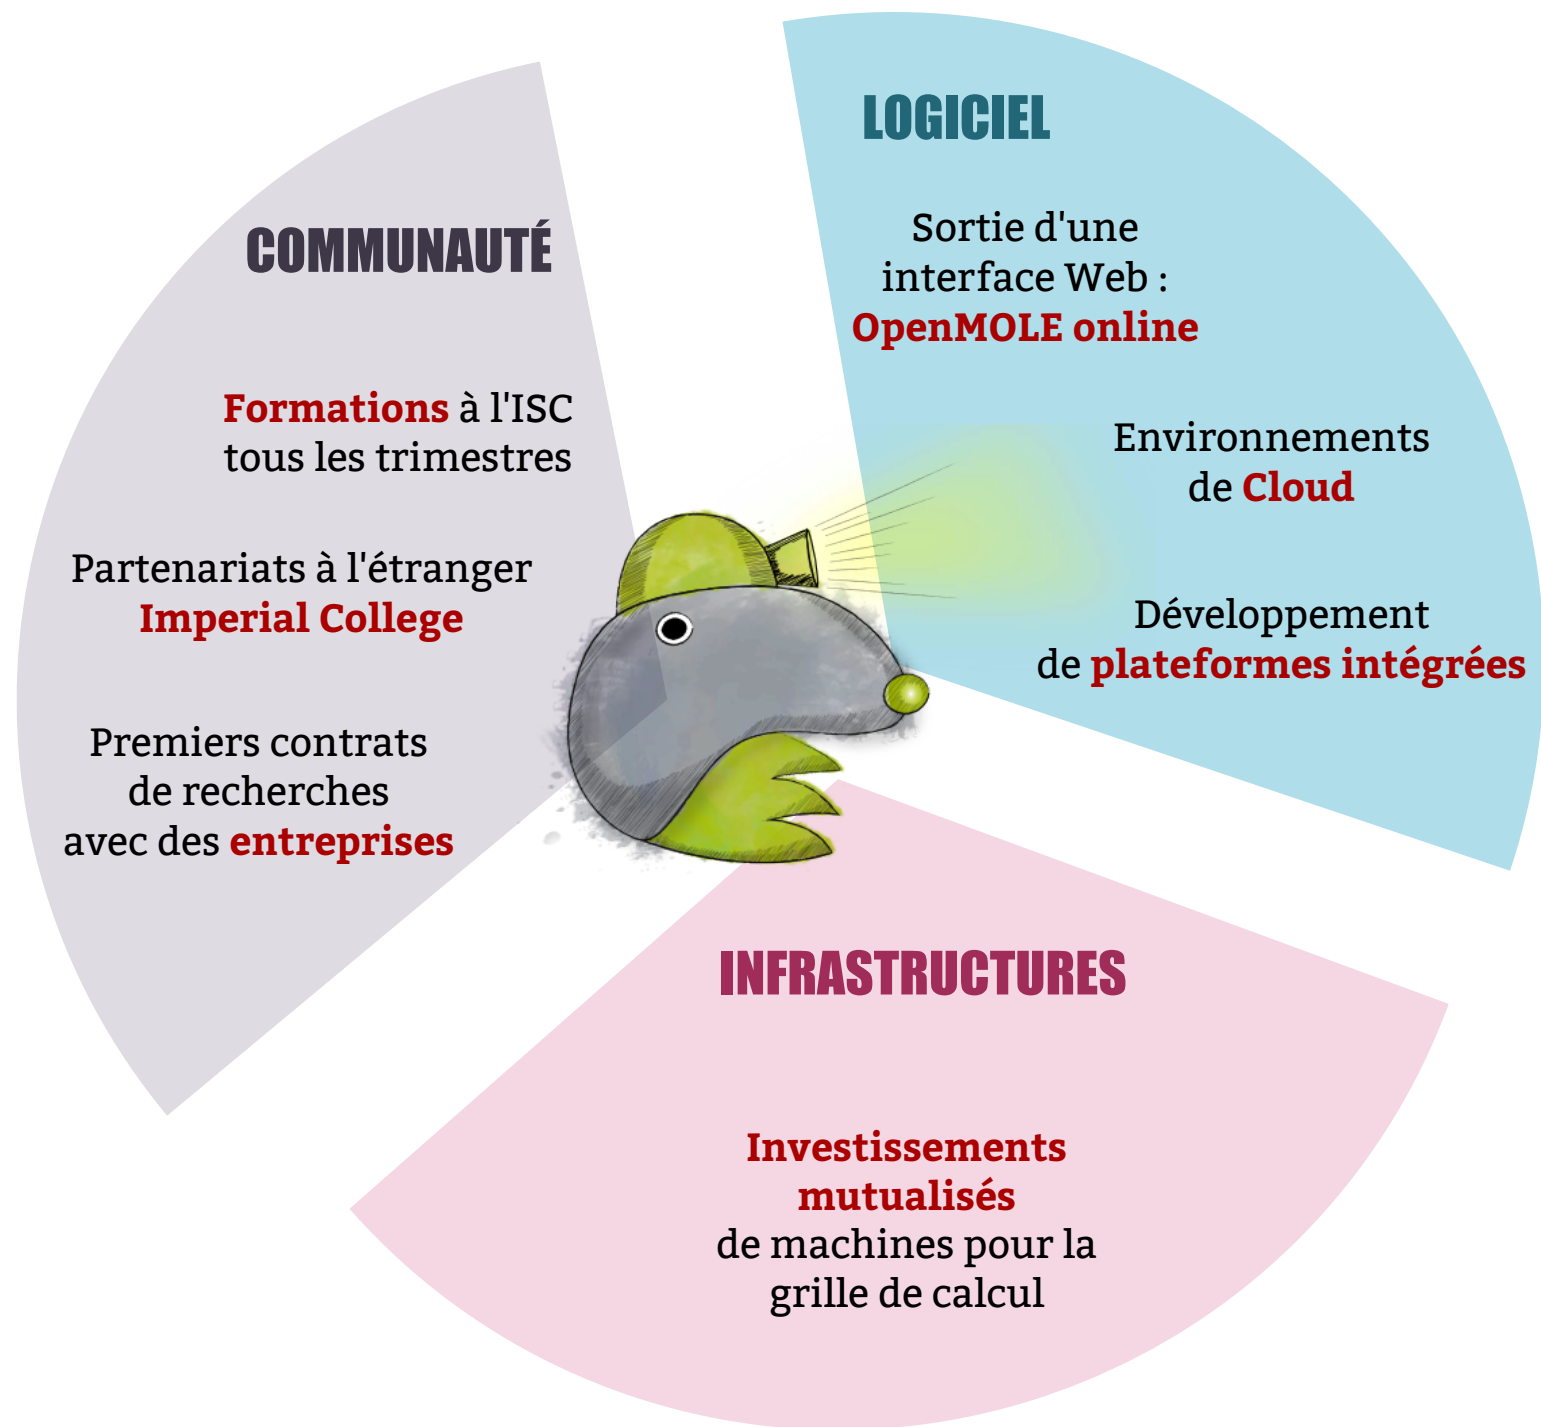 LOGICIEL
Sortie d'une
interface Web :
OpenMOLE online
Environnements
de Cloud
Développement
de plateformes intégrées
COMMUNAUTÉ
Formations à l'ISC
tous les trimestres
Partenariats à l'étranger
Imperial College
Premiers contrats
de recherches
avec des entreprises
INFRASTRUCTURES
Investissements
mutualisés
de machines pour la
grille de calcul